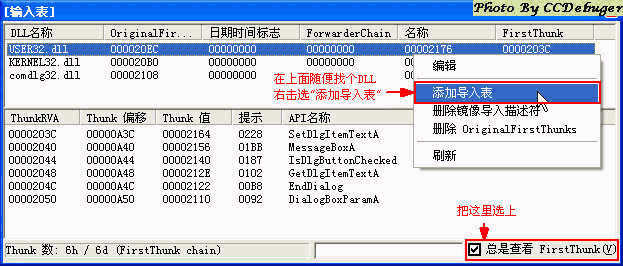 [输入表]
Photo By CCDebuger
DLL名称 OriginalFir... 日期时间标志 ForwarderChain 名称 FirstThunk
USER32.dll 000020EC 00000000 00000000 00002176 0000203C
KERNEL32.dll 000020B0 00000000 00000000
comdlg32.dll 00002108 00000000 00000000
编辑
添加导入表
删除镜像导入描述符
删除 OriginalFirstThunks
刷新
在上面随便找个DLL
右击选“添加导入表”
ThunkRVA Thunk 偏移 Thunk 值 提示 API名称
0000203C 00000A3C 00002164 0228 SetDlgItemTextA
00002040 00000A40 00002156 01BB MessageBoxA
00002044 00000A44 00002140 0187 IsDlgButtonChecked
00002048 00000A48 0000212E 0102 GetDlgItemTextA
0000204C 00000A4C 00002122 00B8 EndDialog
00002050 00000A50 00002110 0092 DialogBoxParamA
把这里选上
Thunk 数: 6h / 6d (FirstThunk chain)
总是查看 FirstThunk(V)